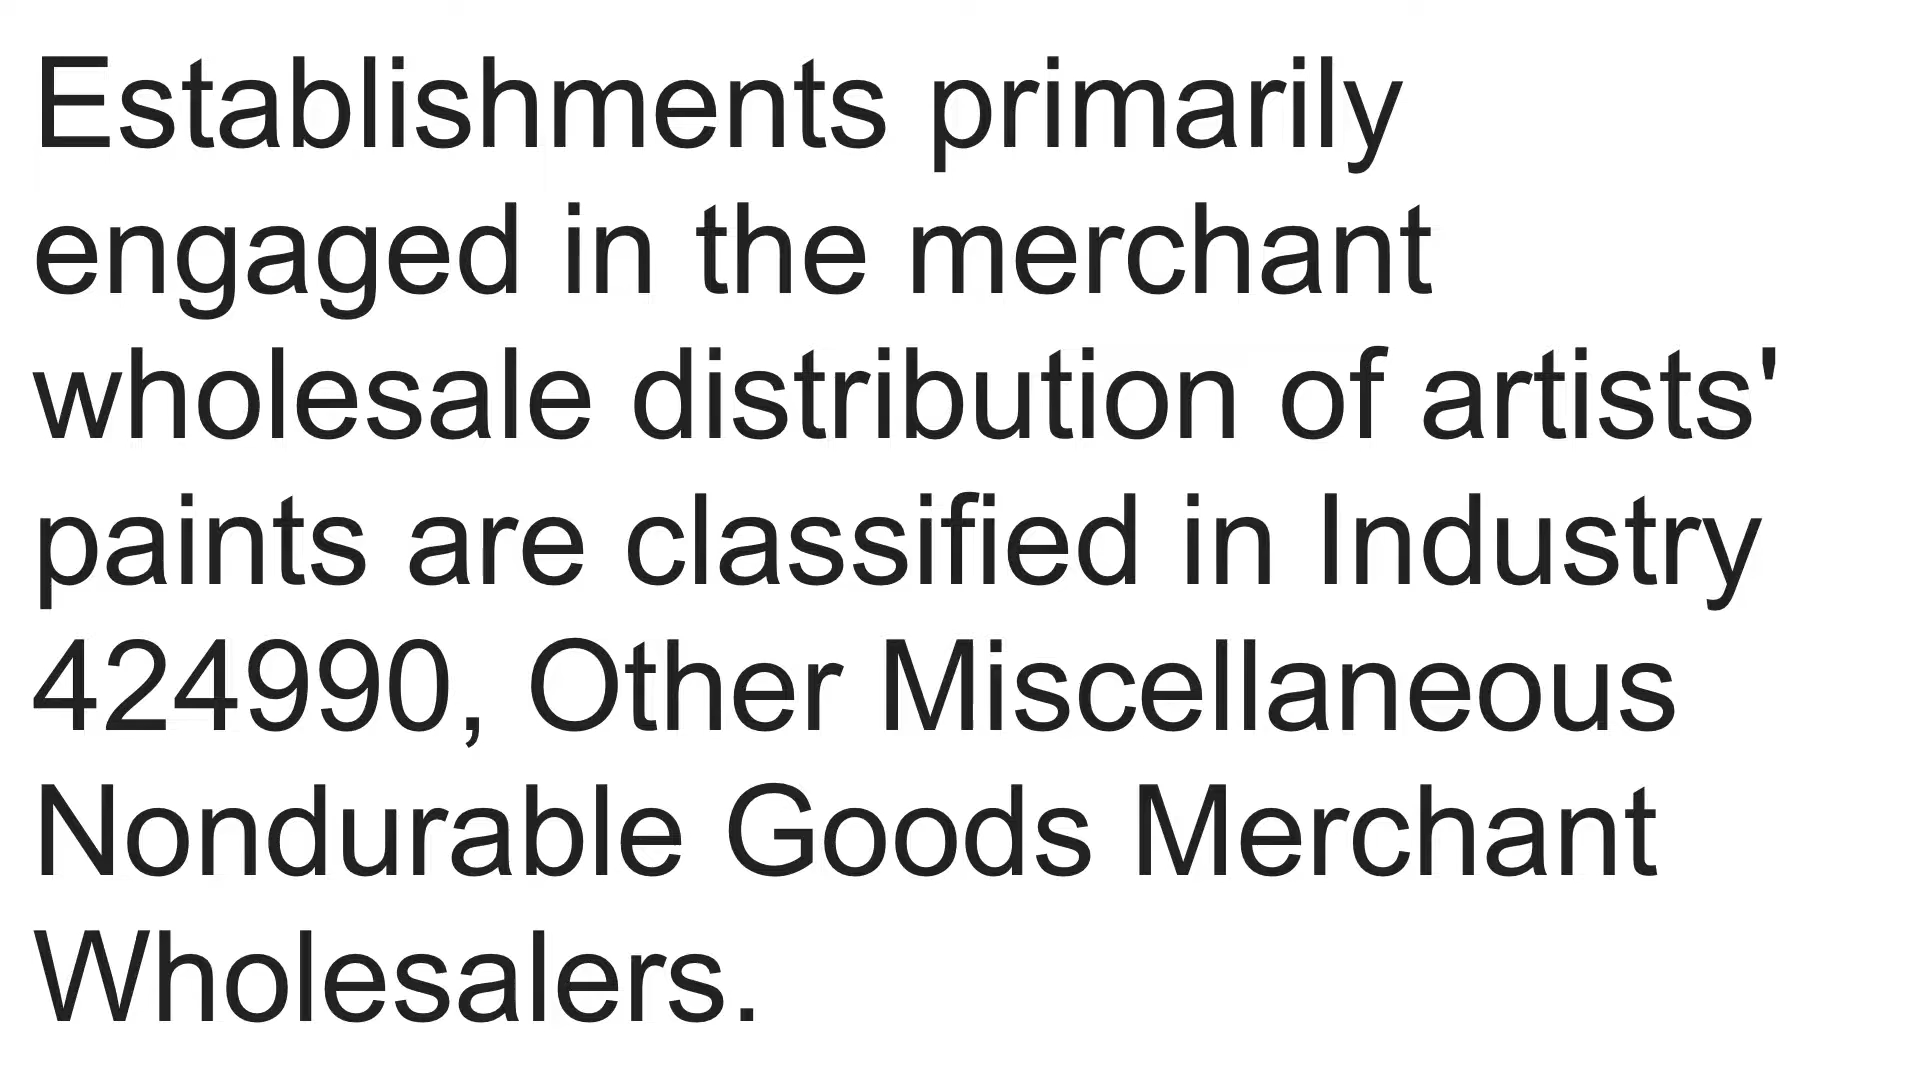 Establishments primarily
engaged in the merchant
wholesale distribution of artists'
paints are classified in Industry
424990, Other Miscellaneous
Nondurable Goods Merchant
Wholesalers.